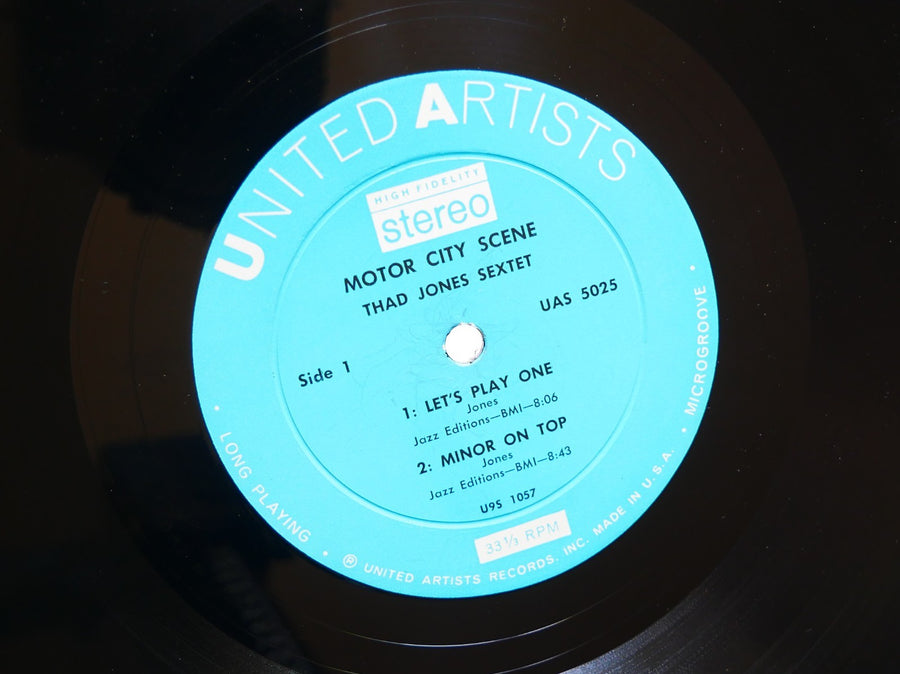 UNITED ARTISTS
HIGH FIDELITY
stereo
MOTOR CITY SCENE
THAD JONES SEXTET
UAS 5025
Side 1
1: LET'S PLAY ONE
Jones
Jazz Editions—BMI—8:06
2: MINOR ON TOP
Jones
Jazz Editions—BMI—8:43
U9S 1057
33 1/3 RPM
• LONG PLAYING •
Ⓡ UNITED ARTISTS RECORDS, INC. MADE IN U.S.A.
• MICROGROOVE •